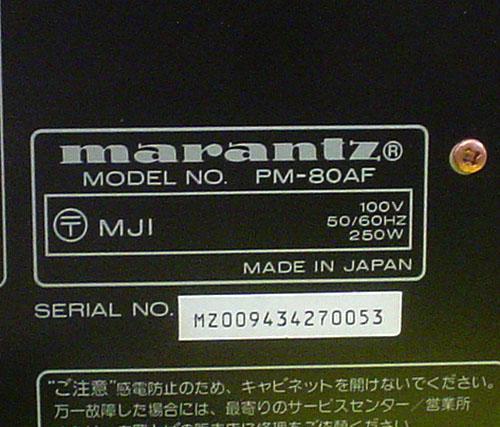 marantz®
MODEL NO. PM-80AF
〒 MJI
100V
50/60HZ
250W
MADE IN JAPAN
SERIAL NO. MZ009434270053
"ご注意" 感電防止のため、キャビネットを開けないでください。
万一故障した場合には、最寄りのサービスセンター/営業所